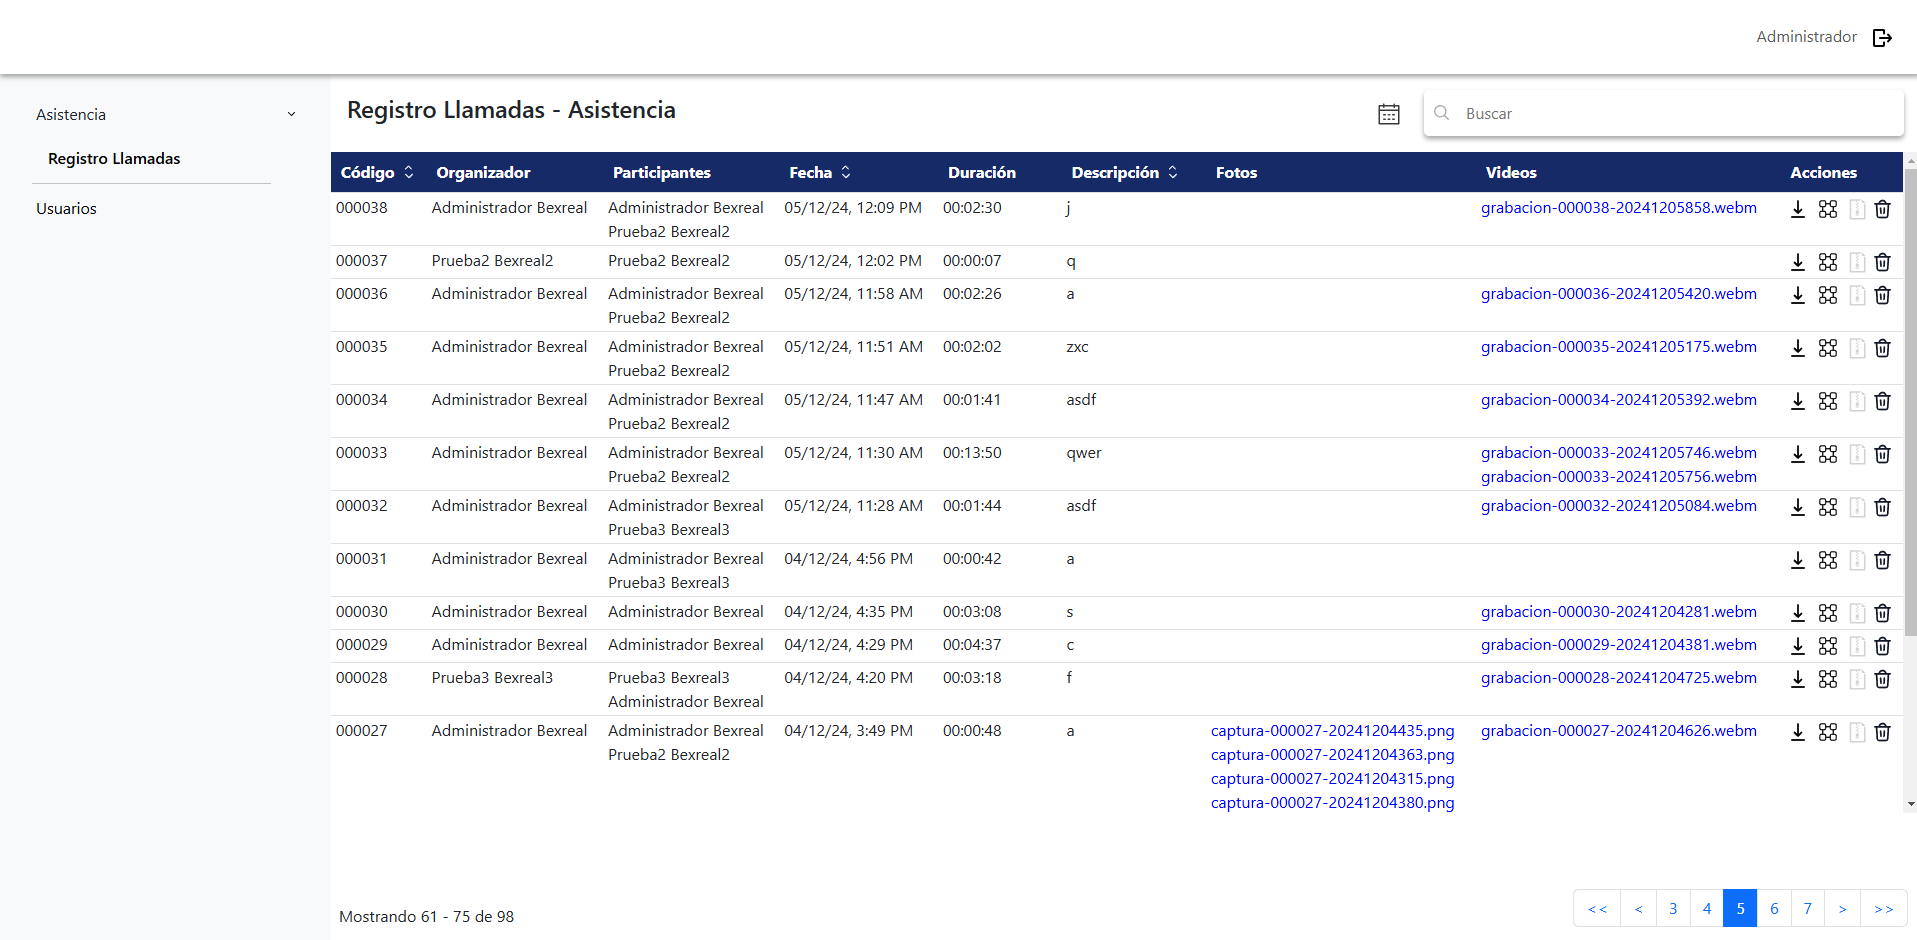 Administrador
Asistencia
Registro Llamadas
Usuarios
Registro Llamadas - Asistencia
Buscar
Código Organizador Participantes Fecha Duración Descripción Fotos Videos Acciones
000038 Administrador Bexreal Administrador Bexreal 05/12/24, 12:09 PM 00:02:30 j grabacion-000038-20241205858.webm
Prueba2 Bexreal2
000037 Prueba2 Bexreal2 Prueba2 Bexreal2 05/12/24, 12:02 PM 00:00:07 q
000036 Administrador Bexreal Administrador Bexreal 05/12/24, 11:58 AM 00:02:26 a grabacion-000036-20241205420.webm
Prueba2 Bexreal2
000035 Administrador Bexreal Administrador Bexreal 05/12/24, 11:51 AM 00:02:02 zxc grabacion-000035-20241205175.webm
Prueba2 Bexreal2
000034 Administrador Bexreal Administrador Bexreal 05/12/24, 11:47 AM 00:01:41 asdf grabacion-000034-20241205392.webm
Prueba2 Bexreal2
000033 Administrador Bexreal Administrador Bexreal 05/12/24, 11:30 AM 00:13:50 qwer grabacion-000033-20241205746.webm
Prueba2 Bexreal2 grabacion-000033-20241205756.webm
000032 Administrador Bexreal Administrador Bexreal 05/12/24, 11:28 AM 00:01:44 asdf grabacion-000032-20241205084.webm
Prueba3 Bexreal3
000031 Administrador Bexreal Administrador Bexreal 04/12/24, 4:56 PM 00:00:42 a
Prueba3 Bexreal3
000030 Administrador Bexreal Administrador Bexreal 04/12/24, 4:35 PM 00:03:08 s grabacion-000030-20241204281.webm
000029 Administrador Bexreal Administrador Bexreal 04/12/24, 4:29 PM 00:04:37 c grabacion-000029-20241204381.webm
000028 Prueba3 Bexreal3 Prueba3 Bexreal3 04/12/24, 4:20 PM 00:03:18 f grabacion-000028-20241204725.webm
Administrador Bexreal
000027 Administrador Bexreal Administrador Bexreal 04/12/24, 3:49 PM 00:00:48 a captura-000027-20241204435.png grabacion-000027-20241204626.webm
Prueba2 Bexreal2 captura-000027-20241204363.png
captura-000027-20241204315.png
captura-000027-20241204380.png
Mostrando 61 - 75 de 98
<< < 3 4 5 6 7 > >>